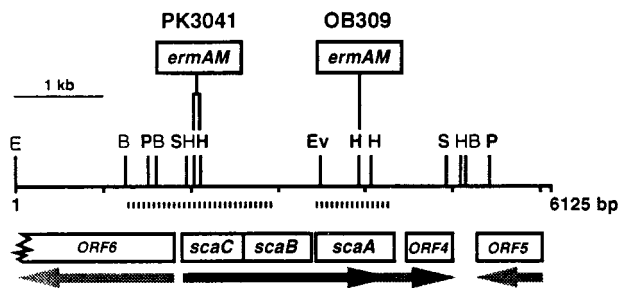 PK3041 OB309
ermAM ermAM
1 kb
E B P B S H H Ev H H S H B P
1 6125 bp
ORF6 scaC scaB scaA ORF4 ORF5